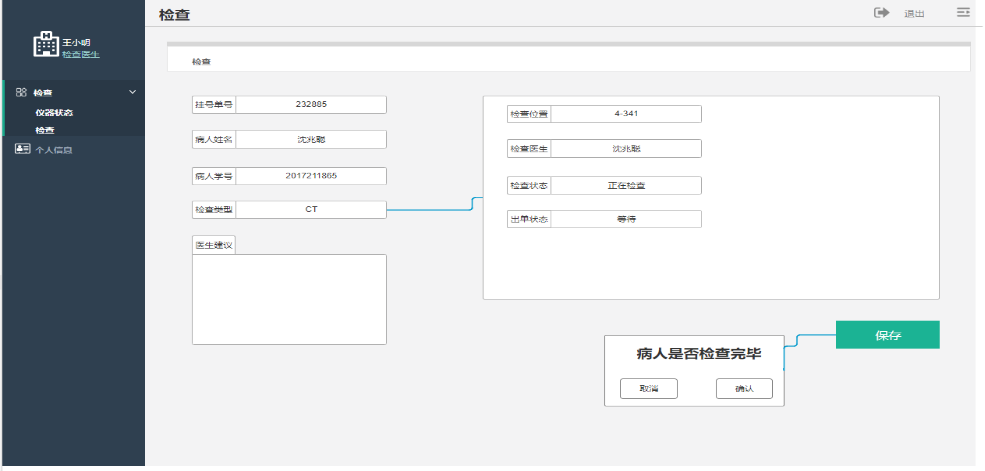 检查
退出
王小明
检查医生
检查
仪器状态
检查
个人信息
检查
挂号单号 232885
病人姓名 沈兆聪
病人学号 2017211865
检查类型 CT
医生建议
检查位置 4-341
检查医生 沈兆聪
检查状态 正在检查
出单状态 等待
保存
病人是否检查完毕
取消 确认